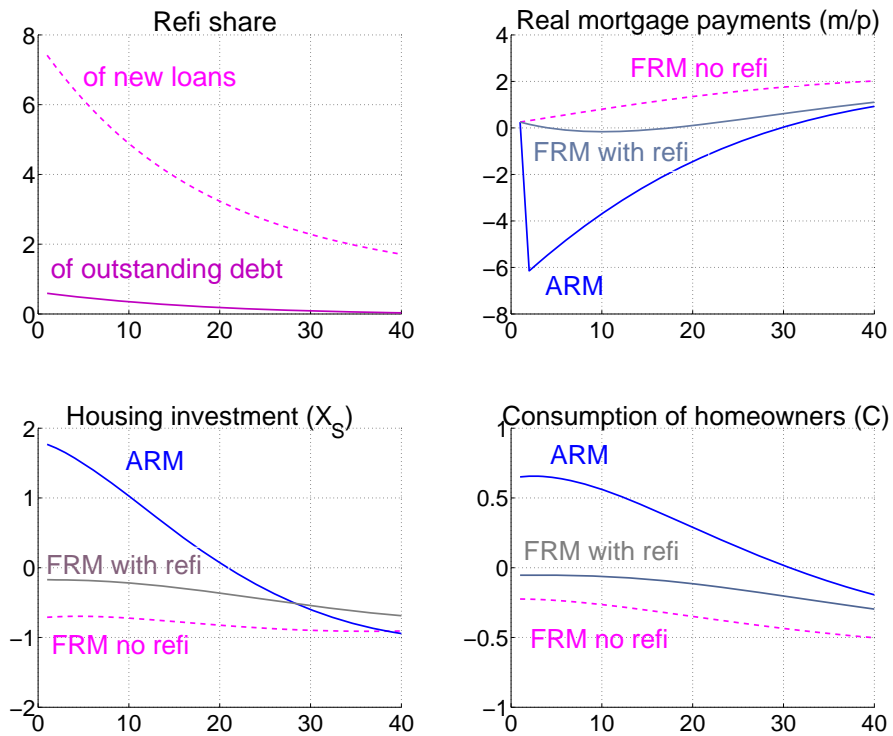 Refi share
8
6
4
2
0
of new loans
of outstanding debt
0 10 20 30 40
Real mortgage payments (m/p)
4
2
0
−2
−4
−6
−8
FRM no refi
FRM with refi
ARM
0 10 20 30 40
Housing investment (X_S)
2
1
0
−1
−2
ARM
FRM with refi
FRM no refi
0 10 20 30 40
Consumption of homeowners (C)
1
0.5
0
−0.5
−1
ARM
FRM with refi
FRM no refi
0 10 20 30 40